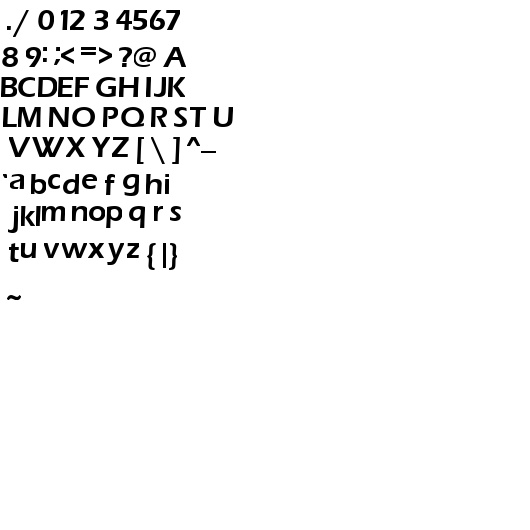 ./ 0 12 3 4567
8 9: ;< => ?@ A
BCDEF GH IJK
LM NO PQ R ST U
VWX YZ [ \ ] ^_
`a bcde f g hi
jklm nop q r s
tu vwxyz {|}
~